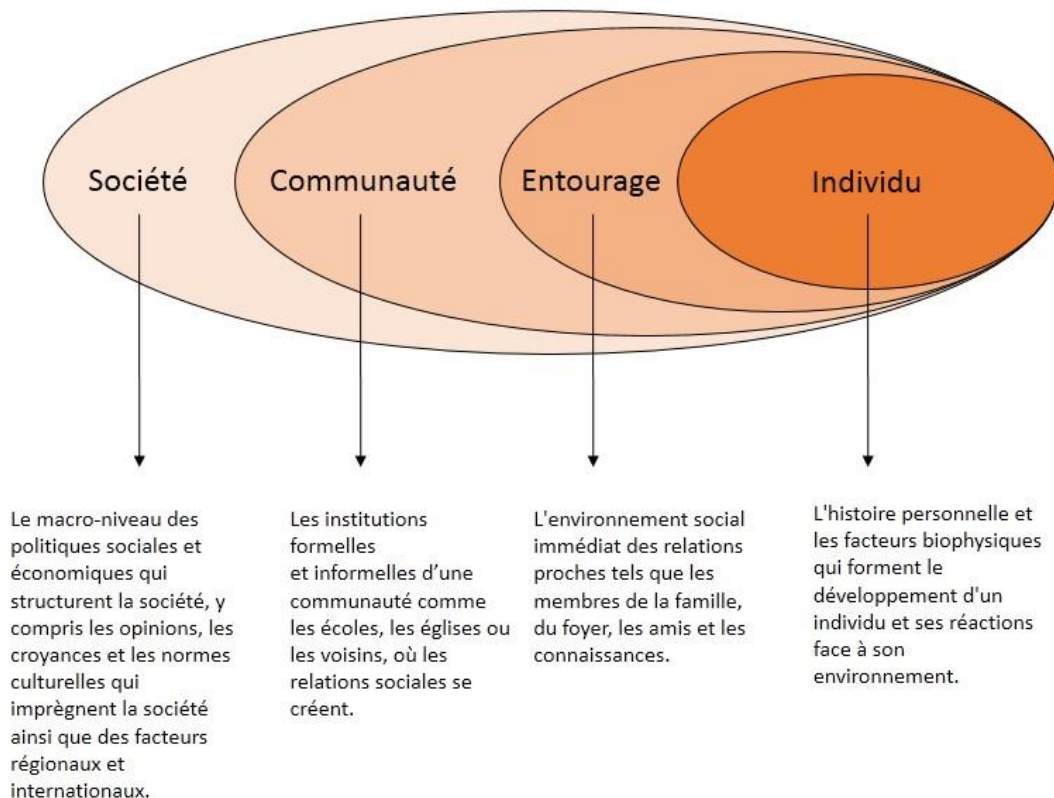 Société
Communauté
Entourage
Individu
Le macro-niveau des
politiques sociales et
économiques qui
structurent la société, y
compris les opinions, les
croyances et les normes
culturelles qui
imprègnent la société
ainsi que des facteurs
régionaux et
internationaux.
Les institutions
formelles
et informelles d’une
communauté comme
les écoles, les églises ou
les voisins, où les
relations sociales se
créent.
L'environnement social
immédiat des relations
proches tels que les
membres de la famille,
du foyer, les amis et les
connaissances.
L'histoire personnelle et
les facteurs biophysiques
qui forment le
développement d'un
individu et ses réactions
face à son
environnement.